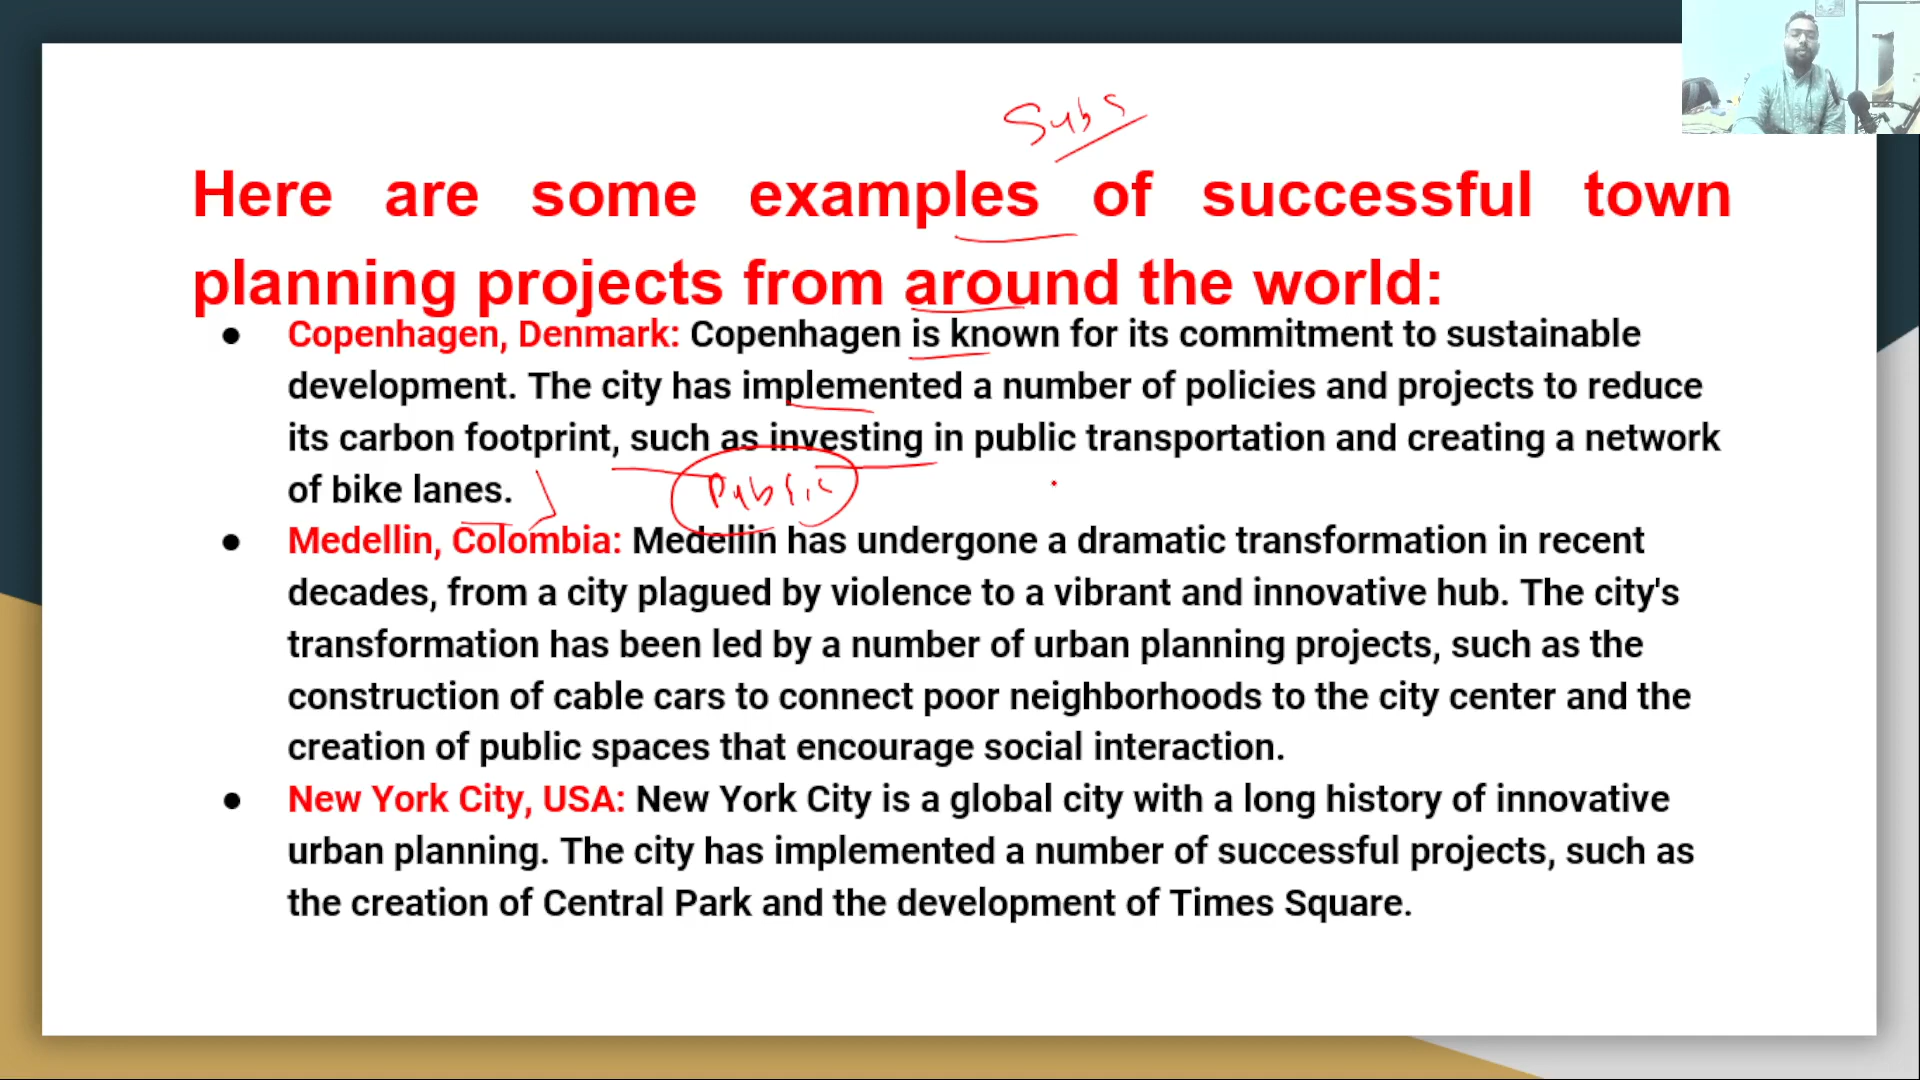 Subs
Here are some examples of successful town
planning projects from around the world:
● Copenhagen, Denmark: Copenhagen is known for its commitment to sustainable
development. The city has implemented a number of policies and projects to reduce
its carbon footprint, such as investing in public transportation and creating a network
of bike lanes.
Public
● Medellin, Colombia: Medellin has undergone a dramatic transformation in recent
decades, from a city plagued by violence to a vibrant and innovative hub. The city's
transformation has been led by a number of urban planning projects, such as the
construction of cable cars to connect poor neighborhoods to the city center and the
creation of public spaces that encourage social interaction.
● New York City, USA: New York City is a global city with a long history of innovative
urban planning. The city has implemented a number of successful projects, such as
the creation of Central Park and the development of Times Square.